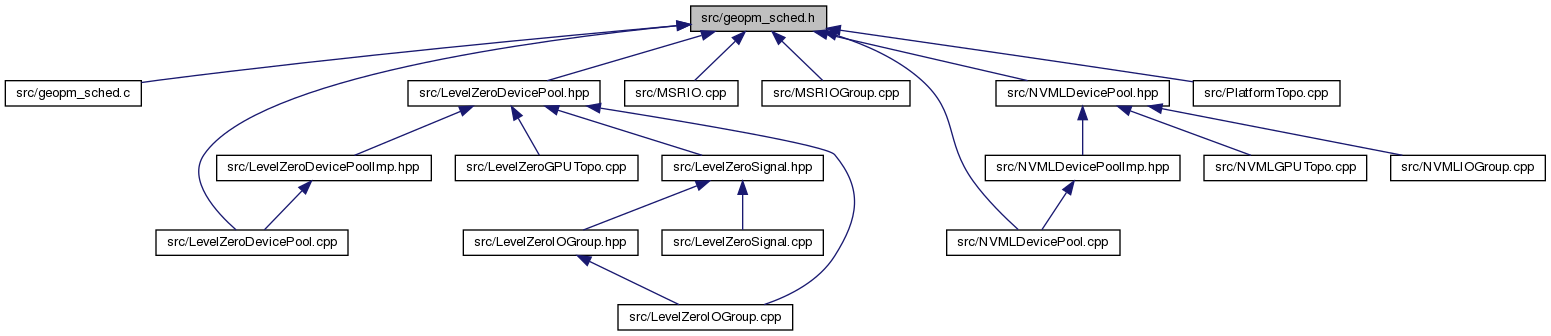 src/geopm_sched.h
src/geopm_sched.c
src/LevelZeroDevicePool.hpp
src/MSRIO.cpp
src/MSRIOGroup.cpp
src/NVMLDevicePool.hpp
src/PlatformTopo.cpp
src/LevelZeroDevicePoolImp.hpp
src/LevelZeroGPUTopo.cpp
src/LevelZeroSignal.hpp
src/NVMLDevicePoolImp.hpp
src/NVMLGPUTopo.cpp
src/NVMLIOGroup.cpp
src/LevelZeroDevicePool.cpp
src/LevelZeroIOGroup.hpp
src/LevelZeroSignal.cpp
src/NVMLDevicePool.cpp
src/LevelZeroIOGroup.cpp